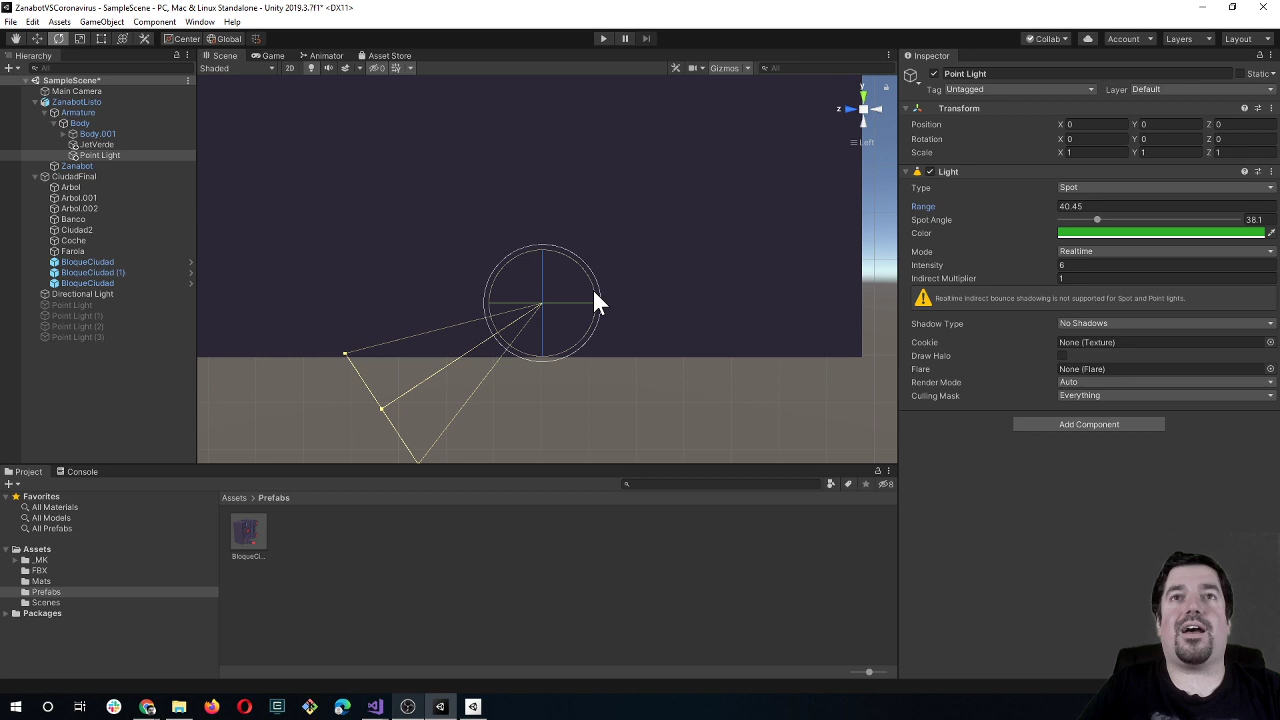 ZanabotVSCoronavirus - SampleScene - PC, Mac & Linux Standalone - Unity 2019.3.7f1* <DX11>
File Edit Assets GameObject Component Window Help
Center Global Collab Account Layers Layout
Hierarchy Scene Game Animator Asset Store Inspector
All Shaded 2D 0 Gizmos All
SampleScene*
Main Camera
ZanabotListo
Armature
Body
Body.001
JetVerde
Point Light
Zanabot
CiudadFinal
Arbol
Arbol.001
Arbol.002
Banco
Ciudad2
Coche
Farola
BloqueCiudad
BloqueCiudad (1)
BloqueCiudad
Directional Light
Point Light
Point Light (1)
Point Light (2)
Point Light (3)
y
z
Left
Point Light Static
Tag Untagged Layer Default
Transform
Position X 0 Y 0 Z 0
Rotation X 0 Y 0 Z 0
Scale X 1 Y 1 Z 1
Light
Type Spot
Range 40.45
Spot Angle 38.1
Color
Mode Realtime
Intensity 6
Indirect Multiplier 1
Realtime indirect bounce shadowing is not supported for Spot and Point lights.
Shadow Type No Shadows
Cookie None (Texture)
Draw Halo
Flare None (Flare)
Render Mode Auto
Culling Mask Everything
Add Component
Project Console
8
Favorites
All Materials
All Models
All Prefabs
Assets
_MK
FBX
Mats
Prefabs
Scenes
Packages
Assets > Prefabs
BloqueCi...